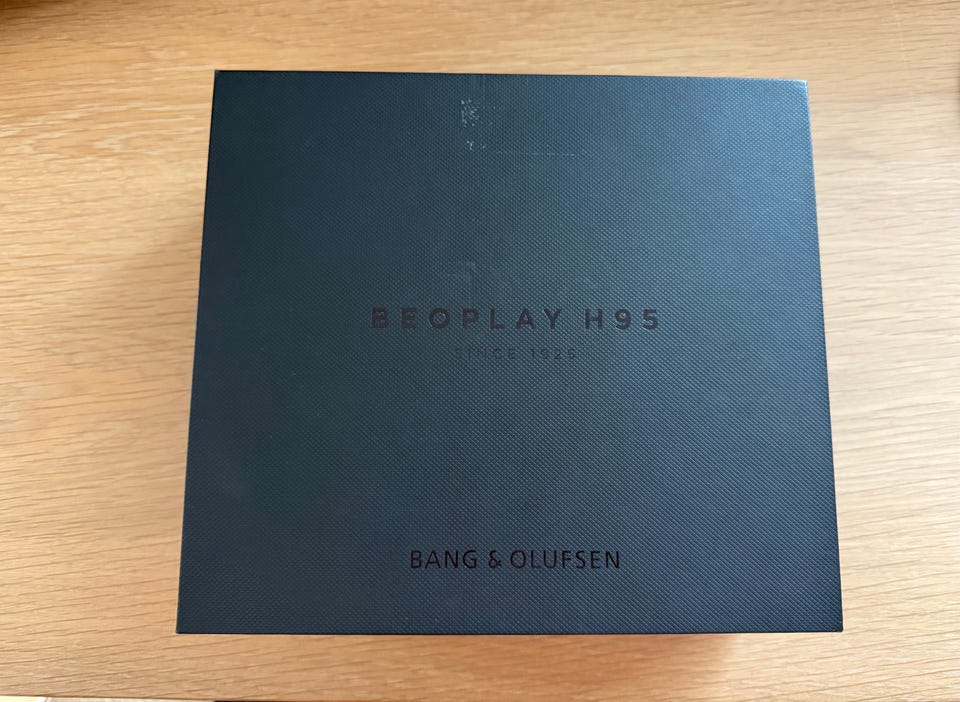 BEOPLAY H95
SINCE 1925
BANG & OLUFSEN